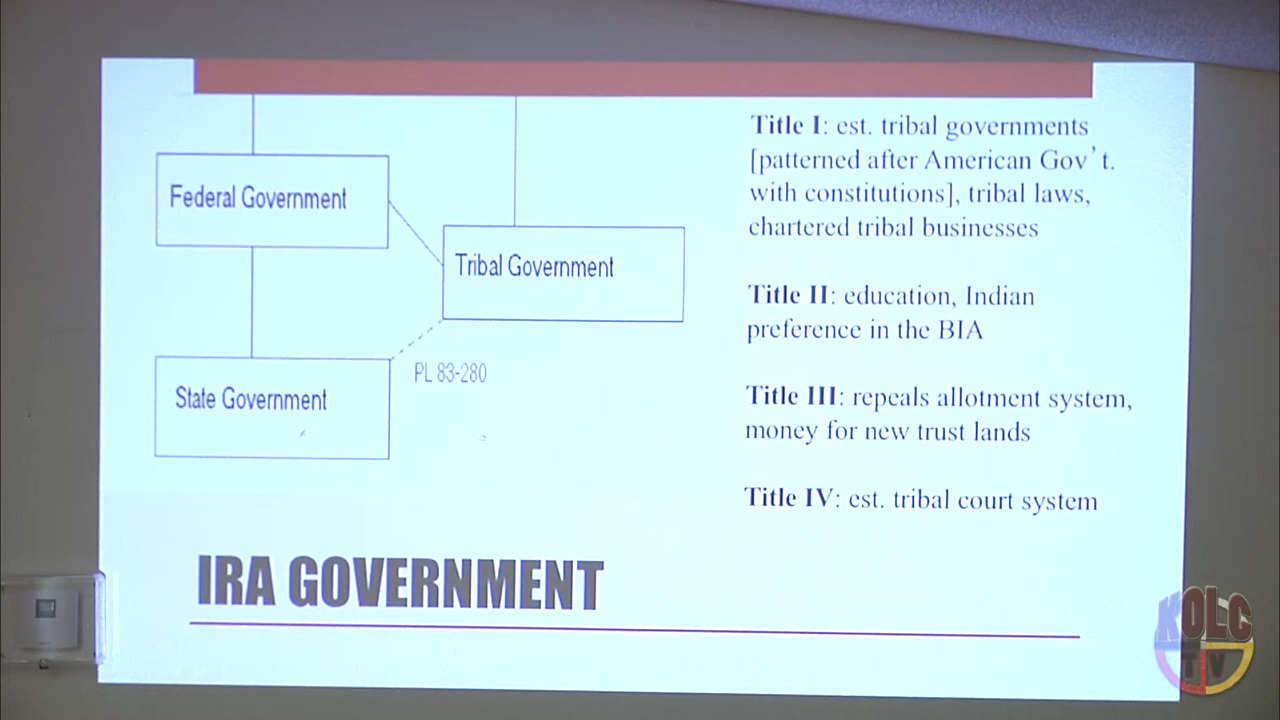 Federal Government
Tribal Government
PL 83-280
State Government
Title I: est. tribal governments
[patterned after American Gov't.
with constitutions], tribal laws,
chartered tribal businesses
Title II: education, Indian
preference in the BIA
Title III: repeals allotment system,
money for new trust lands
Title IV: est. tribal court system
IRA GOVERNMENT
KOLC
TV